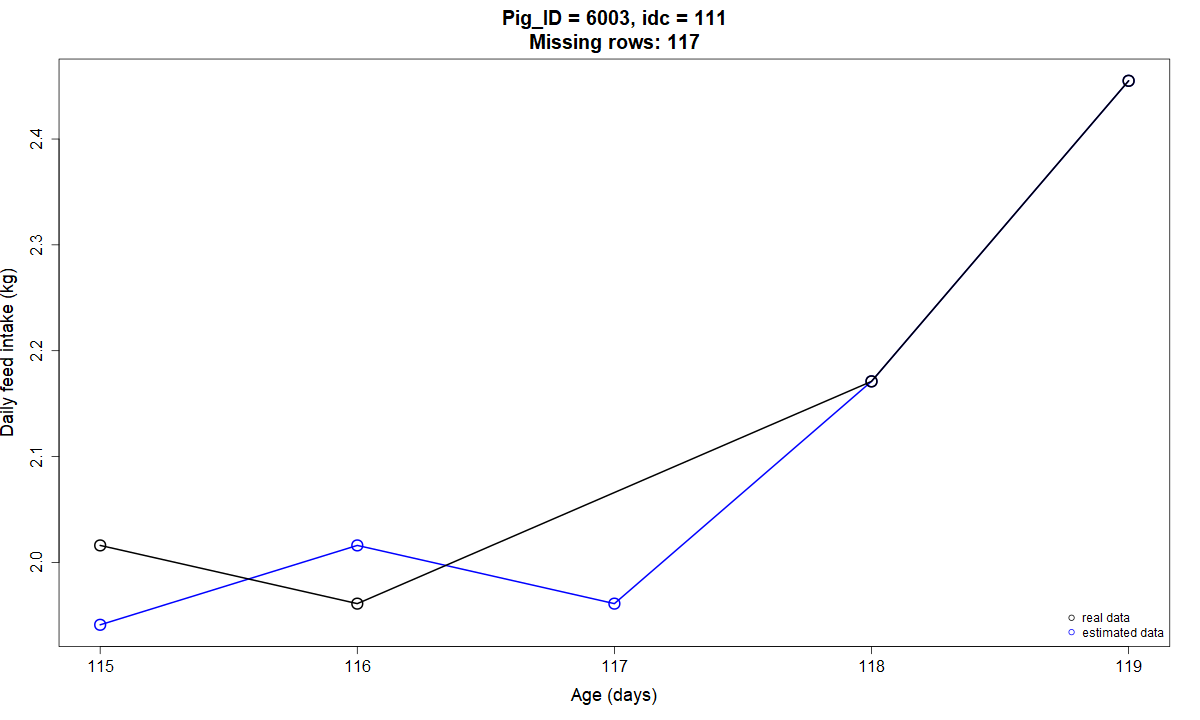 Pig_ID = 6003, idc = 111
Missing rows: 117
Daily feed intake (kg)
2.4
2.3
2.2
2.1
2.0
real data
estimated data
115 116 117 118 119
Age (days)